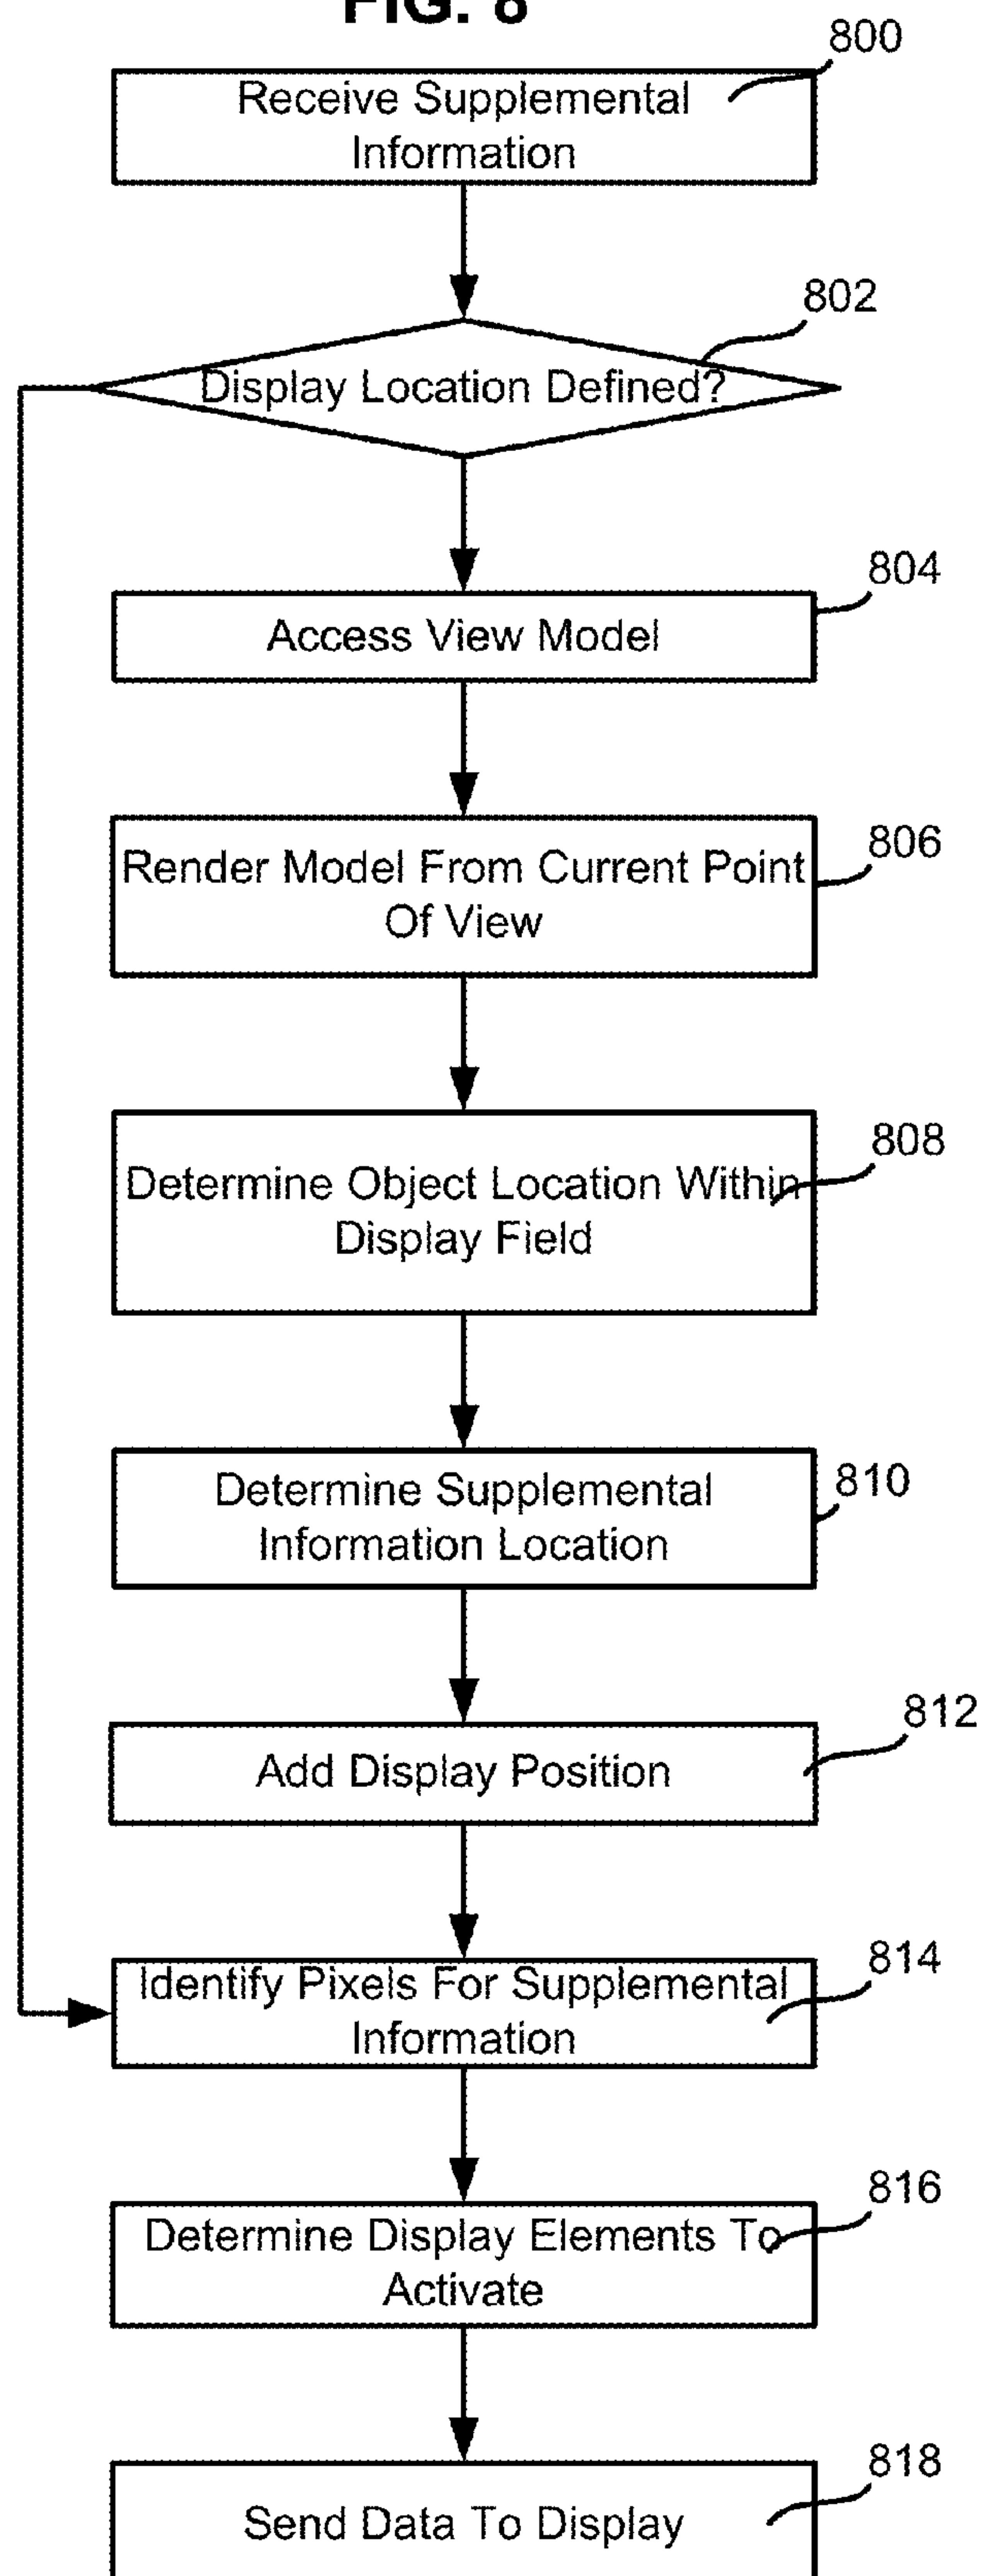 FIG. 8
800
Receive Supplemental
Information
802
Display Location Defined?
804
Access View Model
806
Render Model From Current Point
Of View
808
Determine Object Location Within
Display Field
810
Determine Supplemental
Information Location
812
Add Display Position
814
Identify Pixels For Supplemental
Information
816
Determine Display Elements To
Activate
818
Send Data To Display